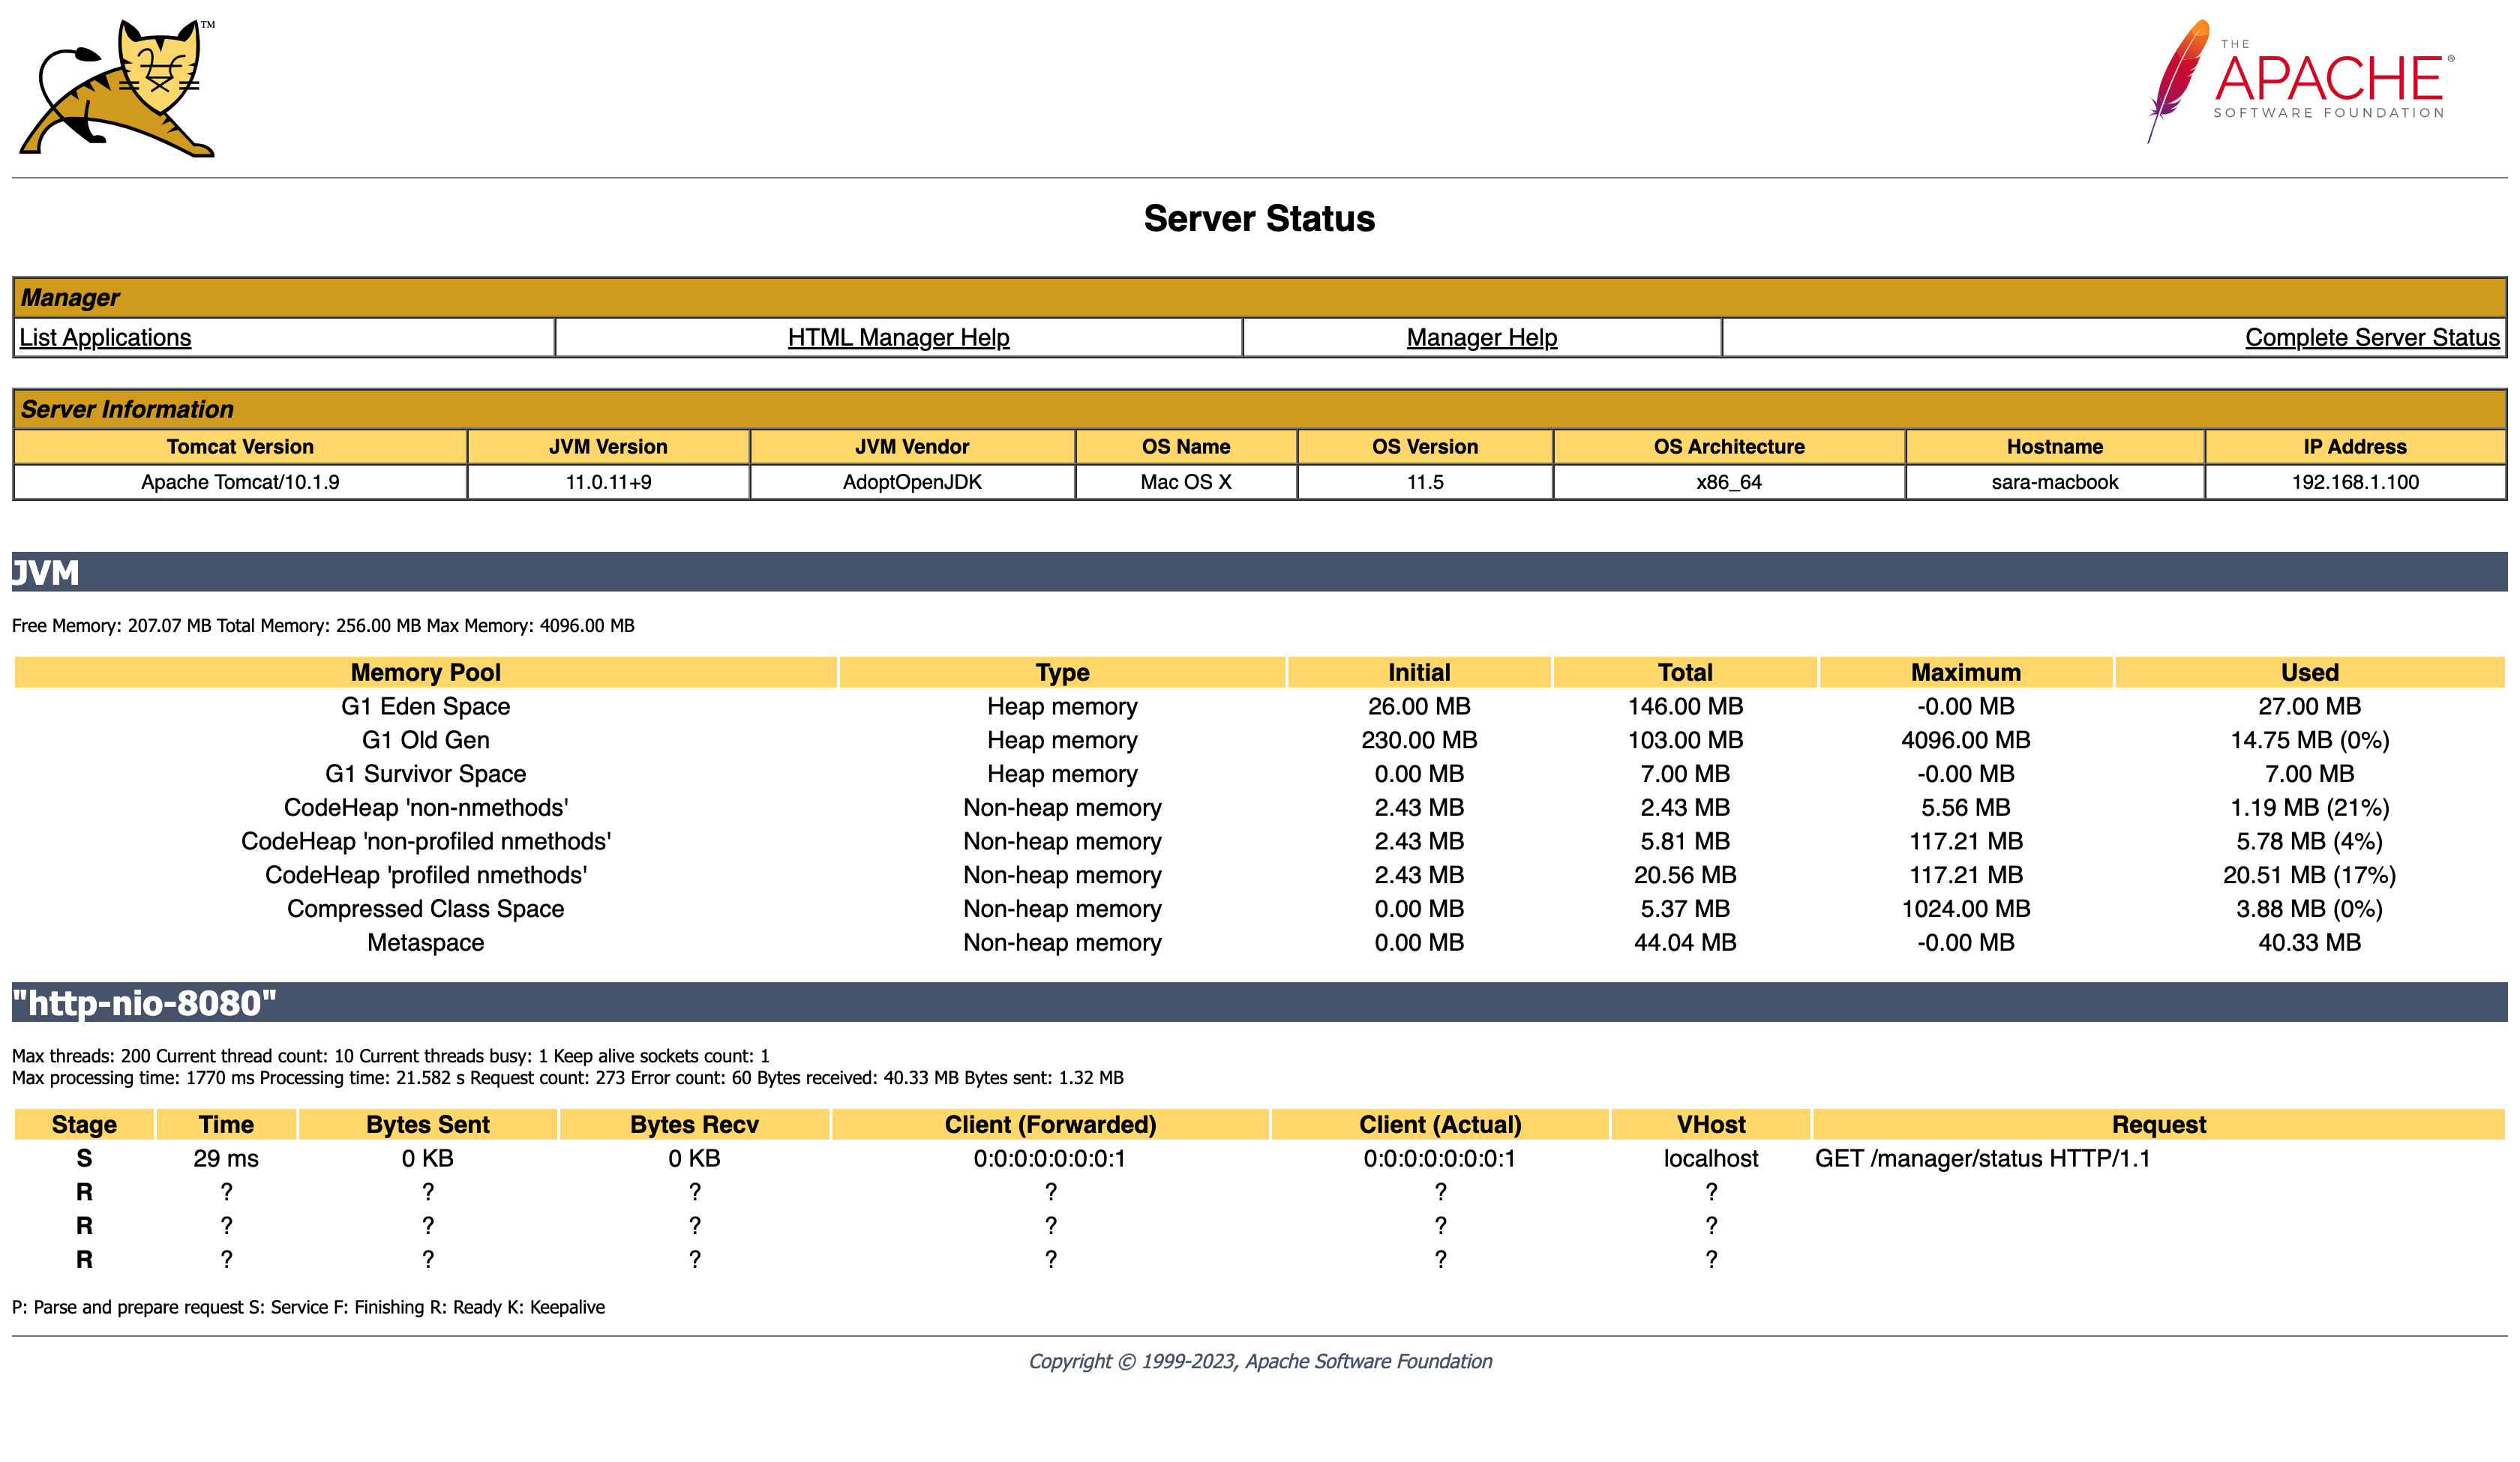 TM
THE
APACHE®
SOFTWARE FOUNDATION
Server Status
Manager
List Applications HTML Manager Help Manager Help Complete Server Status
Server Information
Tomcat Version JVM Version JVM Vendor OS Name OS Version OS Architecture Hostname IP Address
Apache Tomcat/10.1.9 11.0.11+9 AdoptOpenJDK Mac OS X 11.5 x86_64 sara-macbook 192.168.1.100
JVM
Free Memory: 207.07 MB Total Memory: 256.00 MB Max Memory: 4096.00 MB
Memory Pool Type Initial Total Maximum Used
G1 Eden Space Heap memory 26.00 MB 146.00 MB -0.00 MB 27.00 MB
G1 Old Gen Heap memory 230.00 MB 103.00 MB 4096.00 MB 14.75 MB (0%)
G1 Survivor Space Heap memory 0.00 MB 7.00 MB -0.00 MB 7.00 MB
CodeHeap 'non-nmethods' Non-heap memory 2.43 MB 2.43 MB 5.56 MB 1.19 MB (21%)
CodeHeap 'non-profiled nmethods' Non-heap memory 2.43 MB 5.81 MB 117.21 MB 5.78 MB (4%)
CodeHeap 'profiled nmethods' Non-heap memory 2.43 MB 20.56 MB 117.21 MB 20.51 MB (17%)
Compressed Class Space Non-heap memory 0.00 MB 5.37 MB 1024.00 MB 3.88 MB (0%)
Metaspace Non-heap memory 0.00 MB 44.04 MB -0.00 MB 40.33 MB
"http-nio-8080"
Max threads: 200 Current thread count: 10 Current threads busy: 1 Keep alive sockets count: 1
Max processing time: 1770 ms Processing time: 21.582 s Request count: 273 Error count: 60 Bytes received: 40.33 MB Bytes sent: 1.32 MB
Stage Time Bytes Sent Bytes Recv Client (Forwarded) Client (Actual) VHost Request
S 29 ms 0 KB 0 KB 0:0:0:0:0:0:0:1 0:0:0:0:0:0:0:1 localhost GET /manager/status HTTP/1.1
R ? ? ? ? ? ?
R ? ? ? ? ? ?
R ? ? ? ? ? ?
P: Parse and prepare request S: Service F: Finishing R: Ready K: Keepalive
Copyright © 1999-2023, Apache Software Foundation